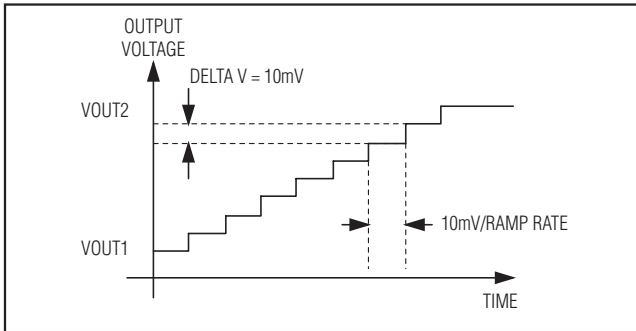 OUTPUT
VOLTAGE
DELTA V = 10mV
VOUT2
VOUT1
10mV/RAMP RATE
TIME